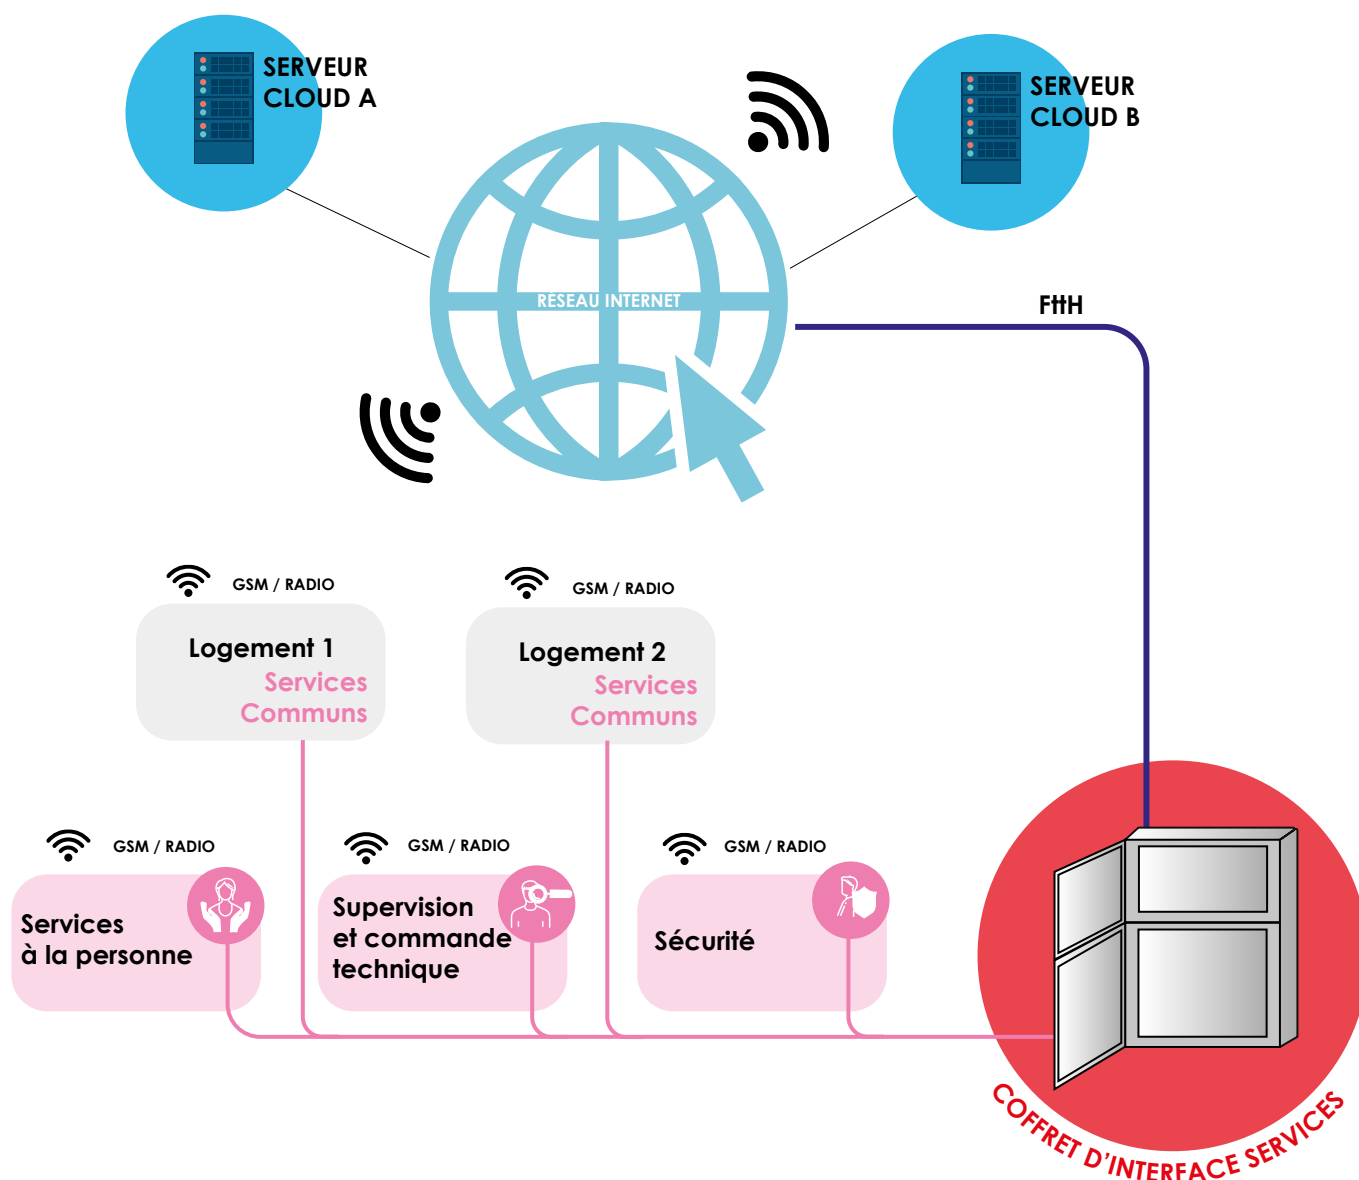 SERVEUR
CLOUD A
SERVEUR
CLOUD B
RÉSEAU INTERNET
FttH
GSM / RADIO
Logement 1
Services
Communs
GSM / RADIO
Logement 2
Services
Communs
GSM / RADIO
Services
à la personne
GSM / RADIO
Supervision
et commande
technique
GSM / RADIO
Sécurité
COFFRET D'INTERFACE SERVICES